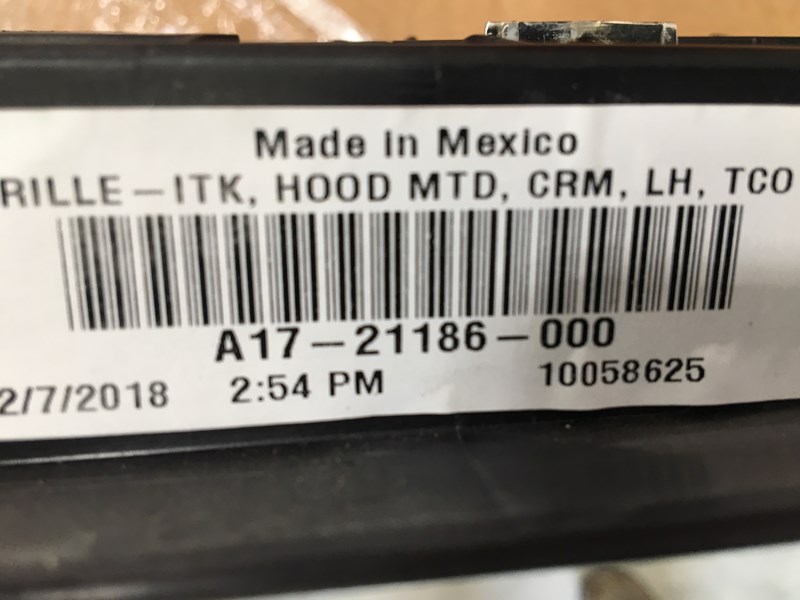 Made In Mexico
RILLE-ITK, HOOD MTD, CRM, LH, TCO
A17-21186-000
2/7/2018 2:54 PM 10058625